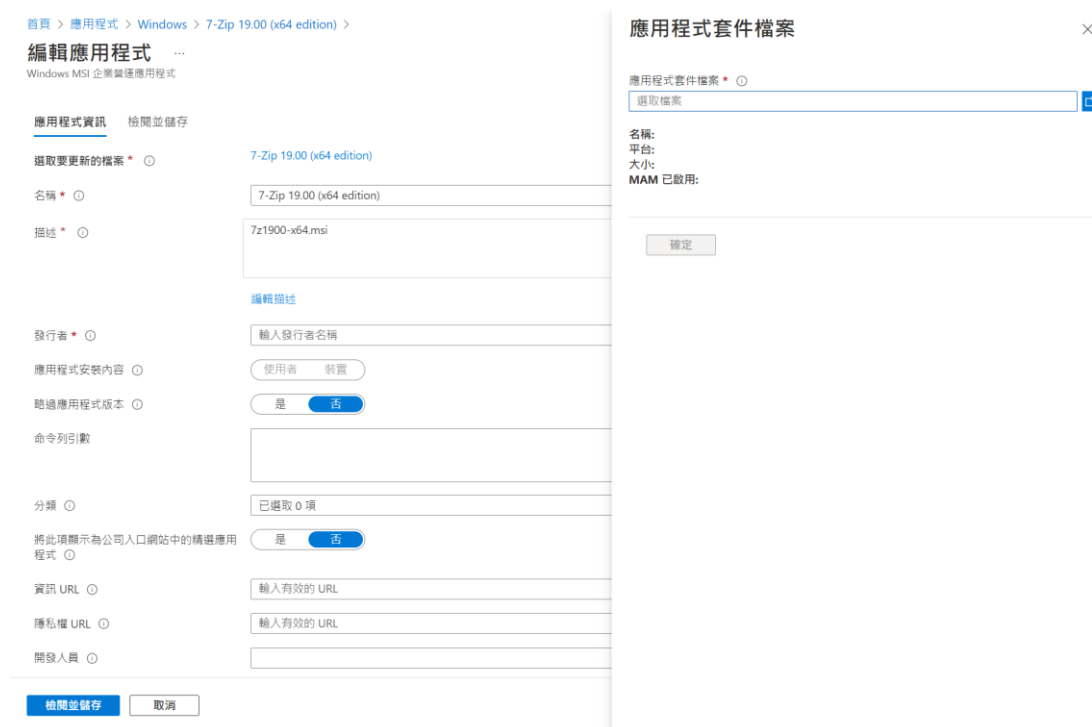 首頁 > 應用程式 > Windows > 7-Zip 19.00 (x64 edition) >
編輯應用程式 ...
Windows MSI 企業營運應用程式
應用程式資訊 檢閱並儲存
選取要更新的檔案 * 7-Zip 19.00 (x64 edition)
名稱 * 7-Zip 19.00 (x64 edition)
描述 * 7z1900-x64.msi
編輯描述
發行者 * 輸入發行者名稱
應用程式安裝內容 使用者 裝置
略過應用程式版本 是 否
命令列引數
分類 已選取 0 項
將此項顯示為公司入口網站中的精選應用
程式 是 否
資訊 URL 輸入有效的 URL
隱私權 URL 輸入有效的 URL
開發人員
檢閱並儲存 取消
應用程式套件檔案
應用程式套件檔案 *
選取檔案
名稱:
平台:
大小:
MAM 已啟用:
確定